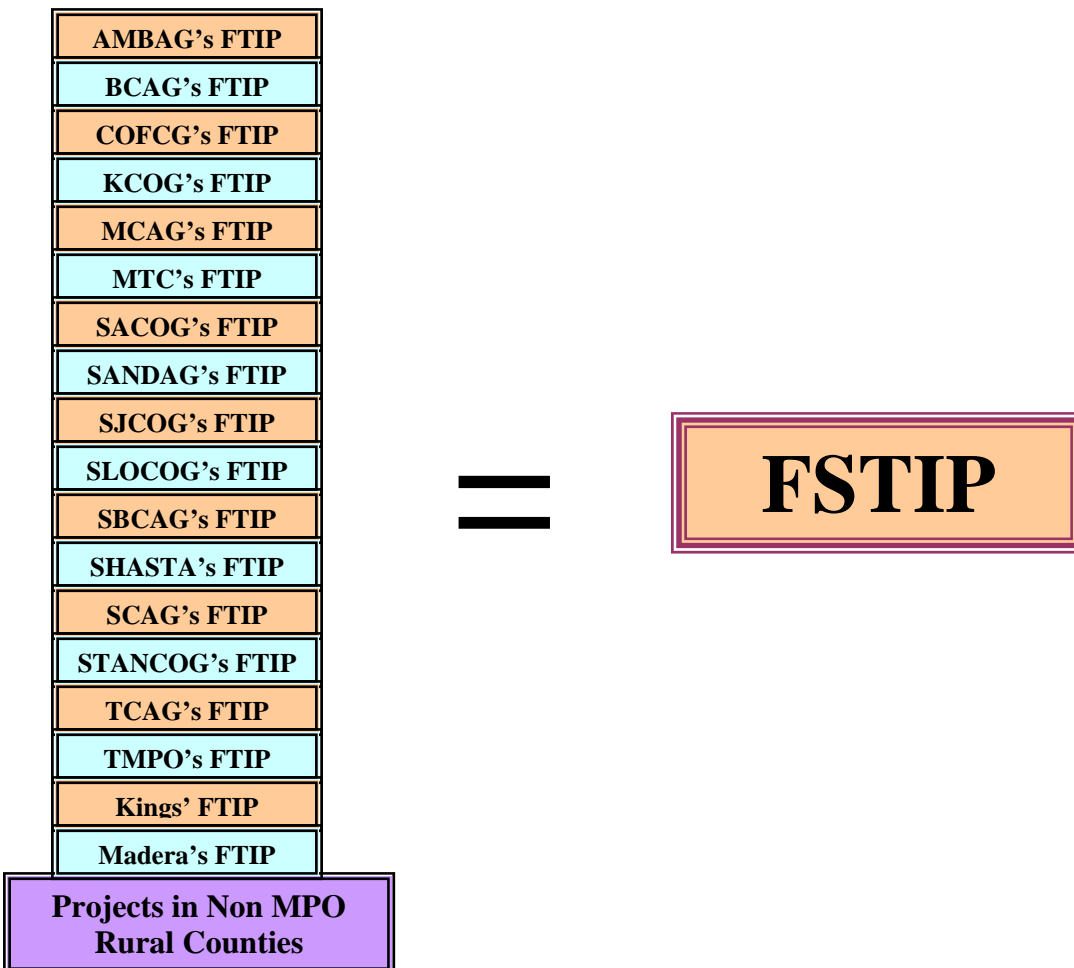 AMBAG’s FTIP
BCAG’s FTIP
COFCG’s FTIP
KCOG’s FTIP
MCAG’s FTIP
MTC’s FTIP
SACOG’s FTIP
SANDAG’s FTIP
SJCOG’s FTIP
SLOCOG’s FTIP
SBCAG’s FTIP
SHASTA’s FTIP
SCAG’s FTIP
STANCOG’s FTIP
TCAG’s FTIP
TMPO’s FTIP
Kings’ FTIP
Madera’s FTIP
Projects in Non MPO
Rural Counties
=
FSTIP